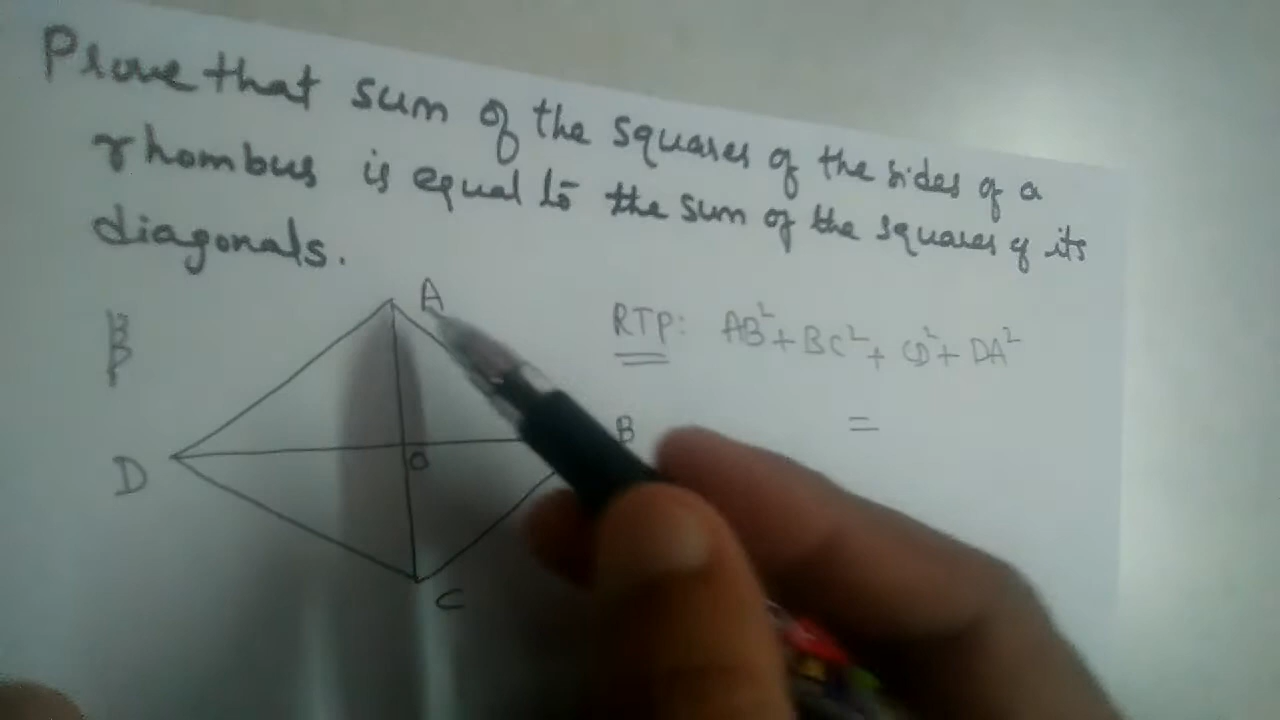 Prove that sum of the squares of the sides of a
rhombus is equal to the sum of the squares of its
diagonals.
A
RTP: AB²+BC²+CD²+DA²
=
B
O
D
C